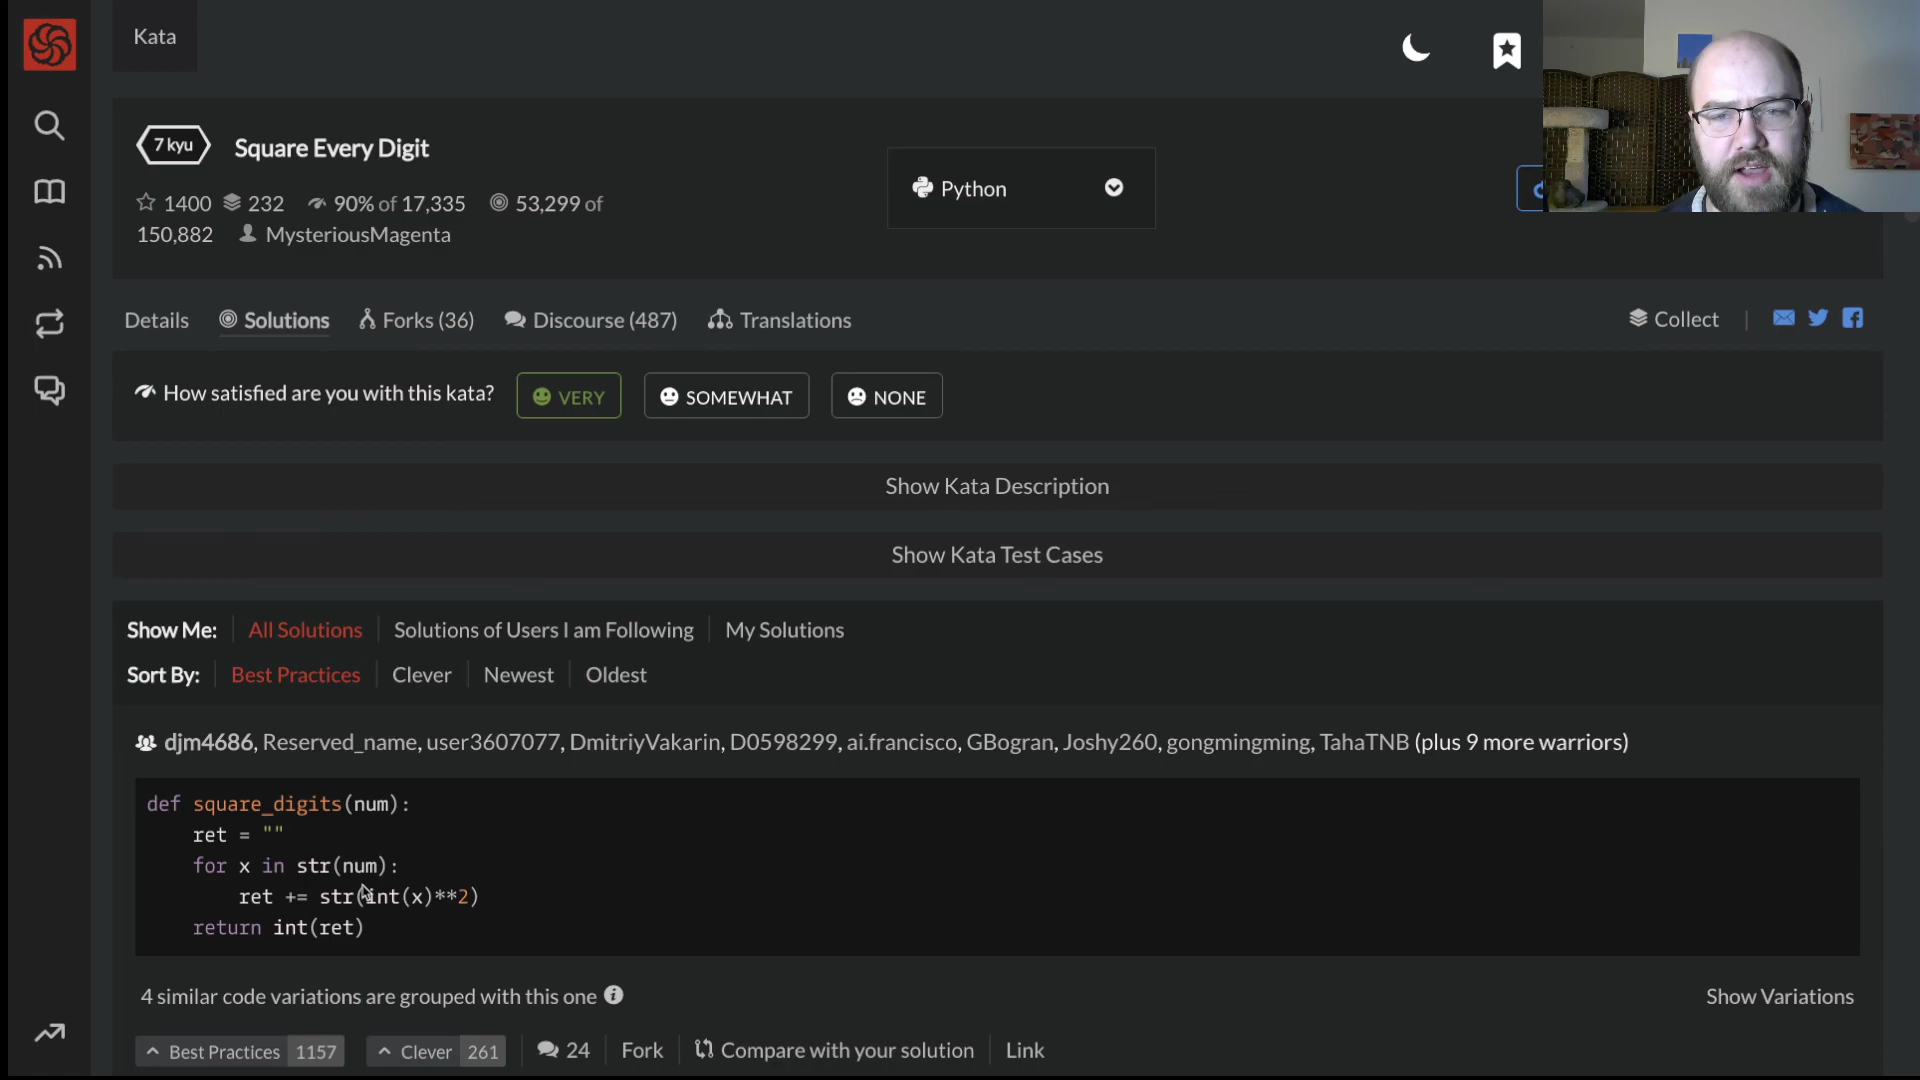 Kata
7 kyu
Square Every Digit
1400 232 90% of 17,335 53,299 of
150,882 MysteriousMagenta
Python
Details Solutions Forks (36) Discourse (487) Translations
Collect |
How satisfied are you with this kata? VERY SOMEWHAT NONE
Show Kata Description
Show Kata Test Cases
Show Me: All Solutions Solutions of Users I am Following My Solutions
Sort By: Best Practices Clever Newest Oldest
djm4686, Reserved_name, user3607077, DmitriyVakarin, D0598299, ai.francisco, GBogran, Joshy260, gongmingming, TahaTNB (plus 9 more warriors)
def square_digits(num):
    ret = ""
    for x in str(num):
        ret += str(int(x)**2)
    return int(ret)
4 similar code variations are grouped with this one
Show Variations
Best Practices 1157 Clever 261 24 Fork Compare with your solution Link